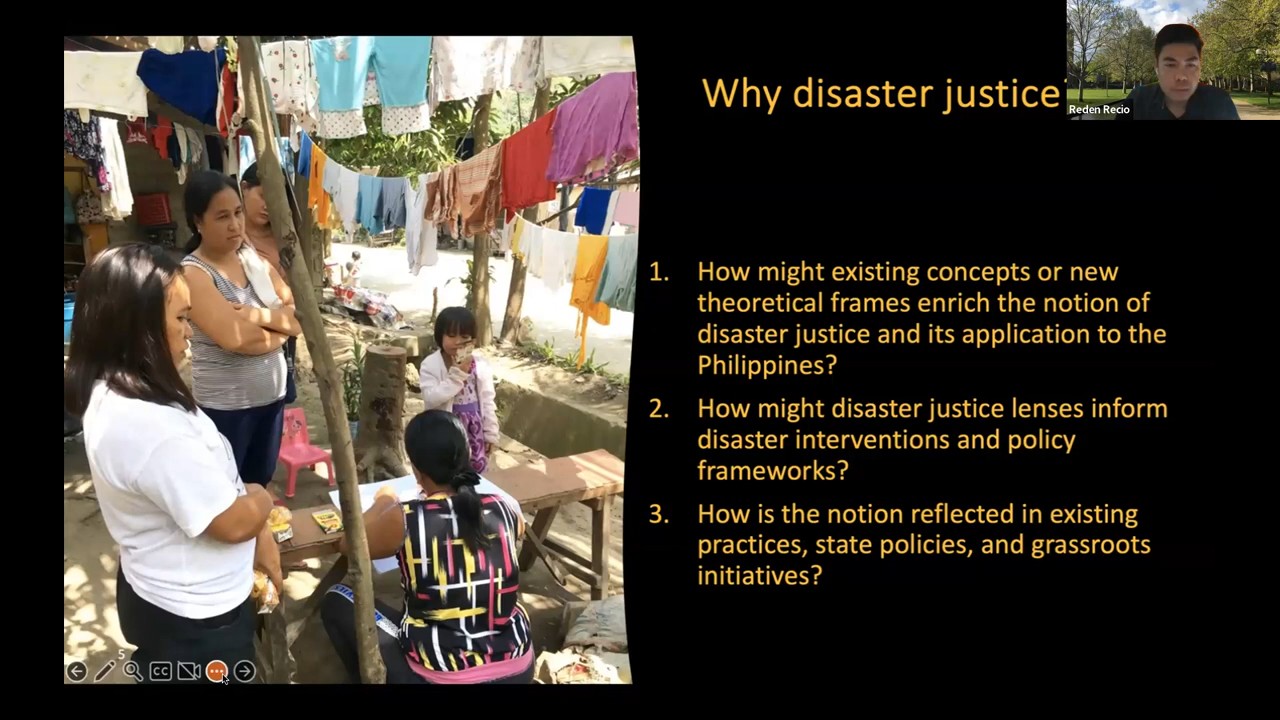 Why disaster justice?
Reden Recio
1. How might existing concepts or new
theoretical frames enrich the notion of
disaster justice and its application to the
Philippines?
2. How might disaster justice lenses inform
disaster interventions and policy
frameworks?
3. How is the notion reflected in existing
practices, state policies, and grassroots
initiatives?
5
CC